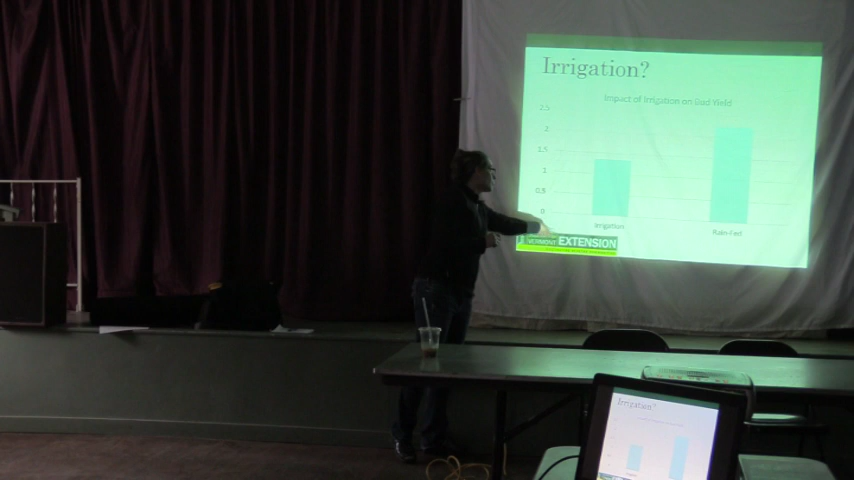 Irrigation?
Impact of Irrigation on Bud Yield
2.5
2
1.5
1
0.5
0
Irrigation
Rain-Fed
VERMONT EXTENSION
Irrigation?